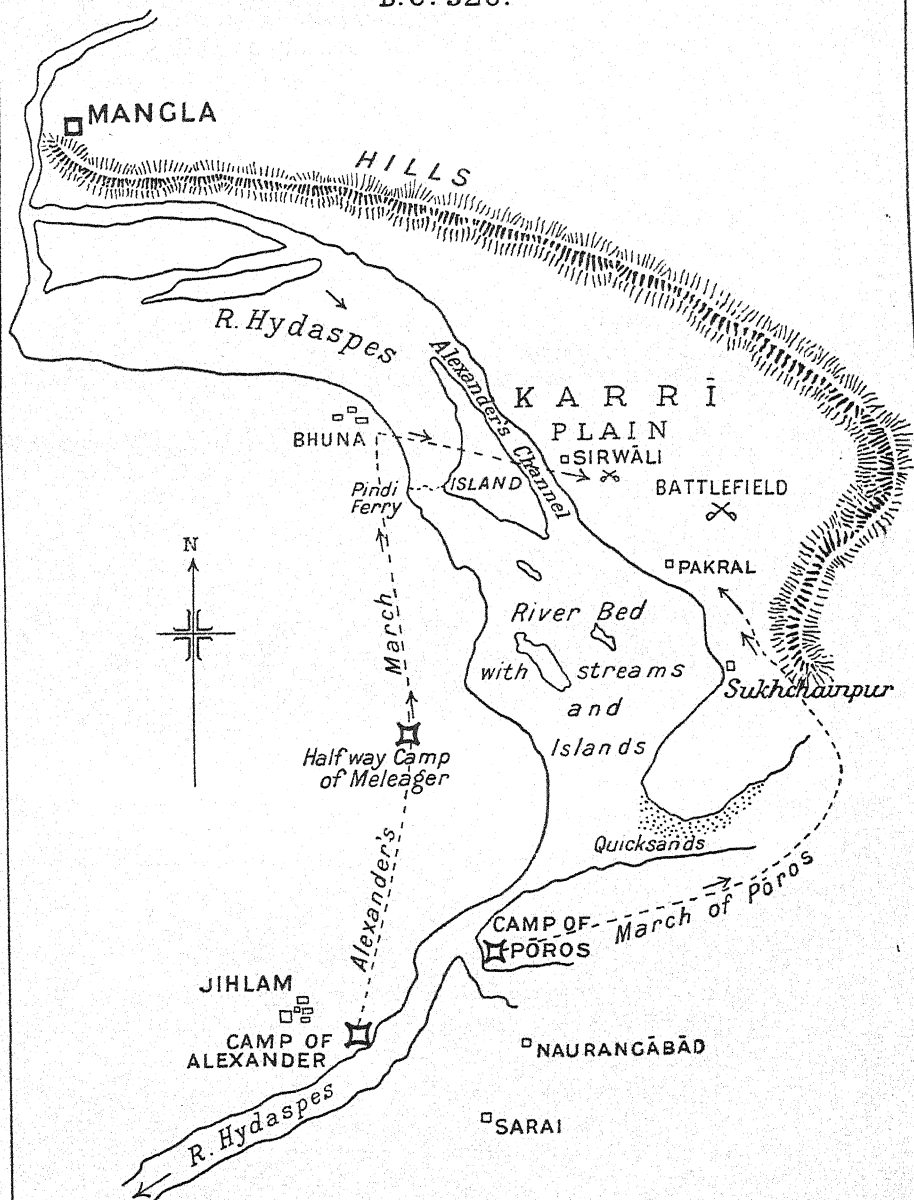 MANGLA
HILLS
R. Hydaspes
Alexander's Channel
KARRĪ
PLAIN
BHUNA
SIRWĀLI
Pindi
Ferry
ISLAND
BATTLEFIELD
N
PAKRAL
March
River Bed
with streams
and
Islands
Sukhchainpur
Halfway Camp
of Meleager
Quicksands
Alexander's
March of Pōros
CAMP OF
PŌROS
JIHLAM
CAMP OF
ALEXANDER
NAURANGĀBĀD
R. Hydaspes
SARAI